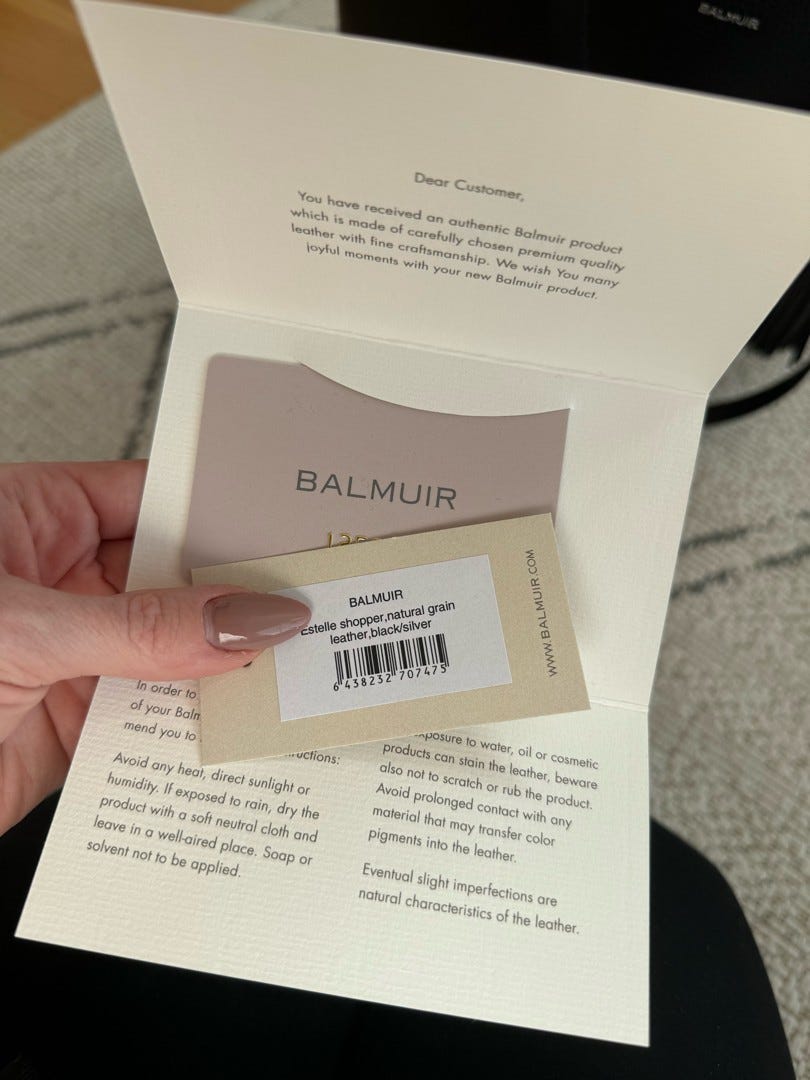 BALMUIR
Dear Customer,
You have received an authentic Balmuir product
which is made of carefully chosen premium quality
leather with fine craftsmanship. We wish You many
joyful moments with your new Balmuir product.
BALMUIR
BALMUIR
Estelle shopper,natural grain
leather,black/silver
6 438232 707475
WWW.BALMUIR.COM
In order to
of your
mend you to
Avoid any heat, direct sunlight or
humidity. If exposed to rain, dry the
product with a soft neutral cloth and
leave in a well-aired place. Soap or
solvent not to be applied.
to water, oil or cosmetic
products can stain the leather, beware
also not to scratch or rub the product.
Avoid prolonged contact with any
material that may transfer color
pigments into the leather.
Eventual slight imperfections are
natural characteristics of the leather.